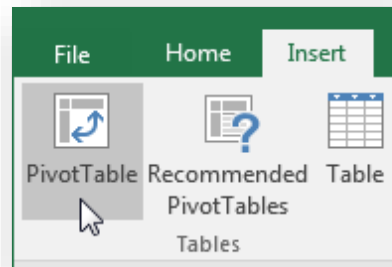 File Home Insert
PivotTable Recommended Table
PivotTables
Tables